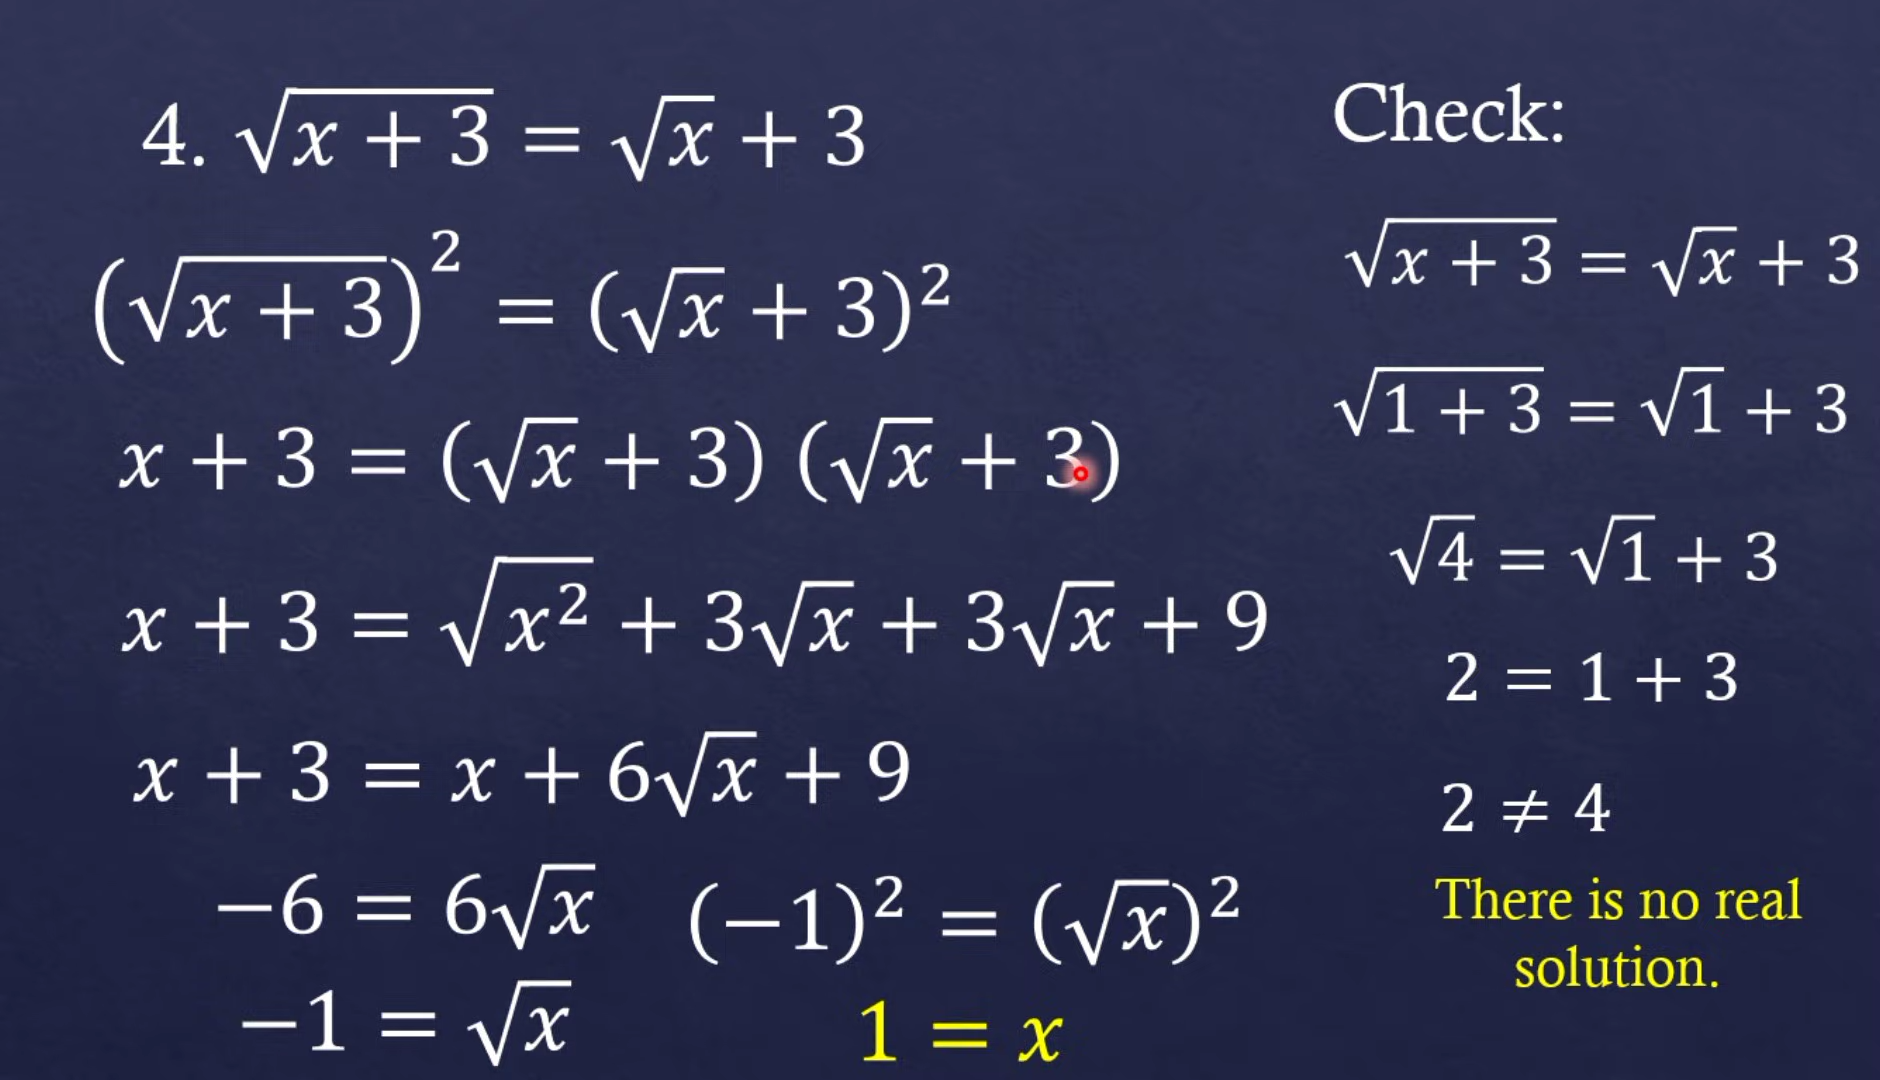 4. √(x + 3) = √x + 3
(√(x + 3))² = (√x + 3)²
x + 3 = (√x + 3) (√x + 3)
x + 3 = √(x²) + 3√x + 3√x + 9
x + 3 = x + 6√x + 9
−6 = 6√x
−1 = √x
(−1)² = (√x)²
1 = x
Check:
√(x + 3) = √x + 3
√(1 + 3) = √1 + 3
√4 = √1 + 3
2 = 1 + 3
2 ≠ 4
There is no real
solution.